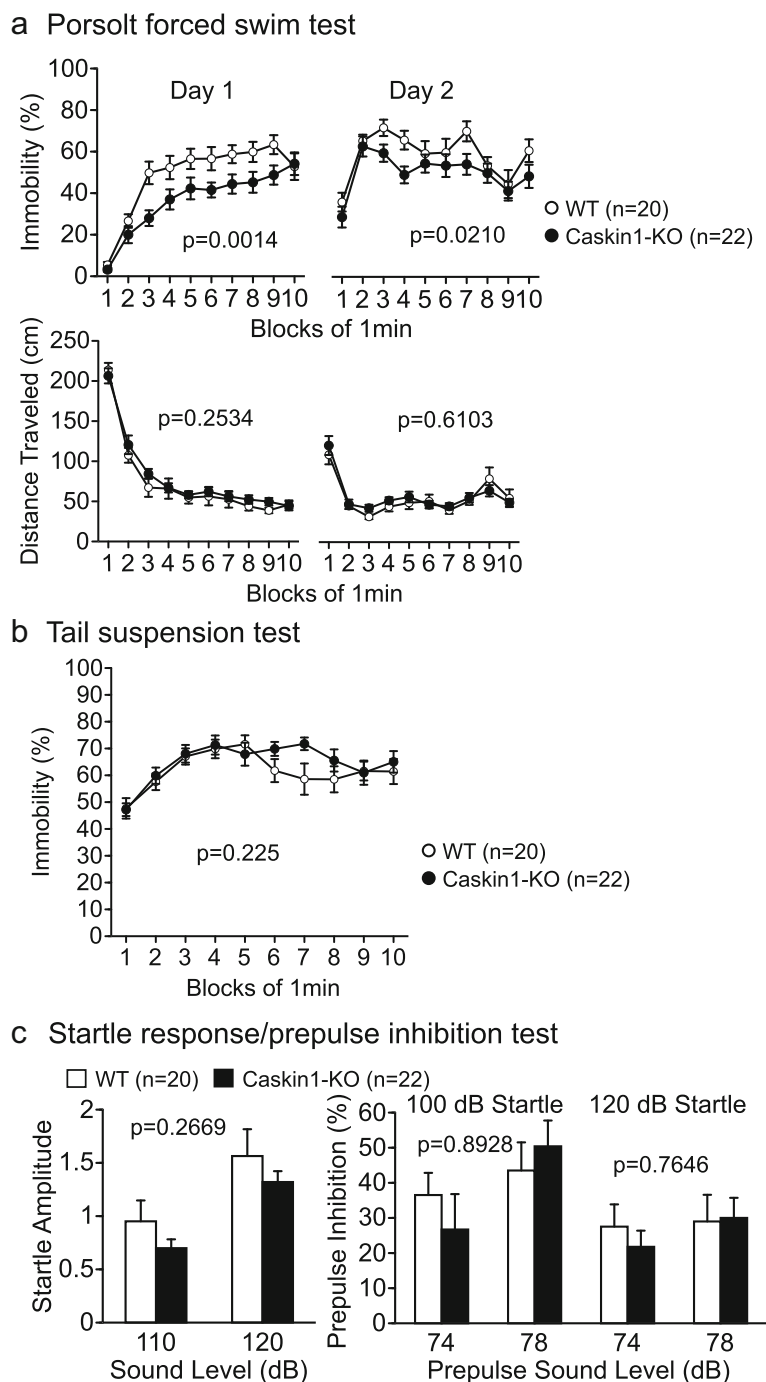 a Porsolt forced swim test
Immobility (%)
100
80
60
40
20
0
Day 1
Day 2
p=0.0014
p=0.0210
WT (n=20)
Caskin1-KO (n=22)
1 2 3 4 5 6 7 8 9 10
1 2 3 4 5 6 7 8 9 10
Blocks of 1min
Distance Traveled (cm)
250
200
150
100
50
0
p=0.2534
p=0.6103
1 2 3 4 5 6 7 8 9 10
1 2 3 4 5 6 7 8 9 10
Blocks of 1min
b Tail suspension test
Immobility (%)
100
90
80
70
60
50
40
30
20
10
0
p=0.225
WT (n=20)
Caskin1-KO (n=22)
1 2 3 4 5 6 7 8 9 10
Blocks of 1min
c Startle response/prepulse inhibition test
WT (n=20) Caskin1-KO (n=22)
Startle Amplitude
2
1.5
1
0.5
0
p=0.2669
110 120
Sound Level (dB)
Prepulse Inhibition (%)
60
50
40
30
20
10
0
100 dB Startle 120 dB Startle
p=0.8928
p=0.7646
74 78 74 78
Prepulse Sound Level (dB)